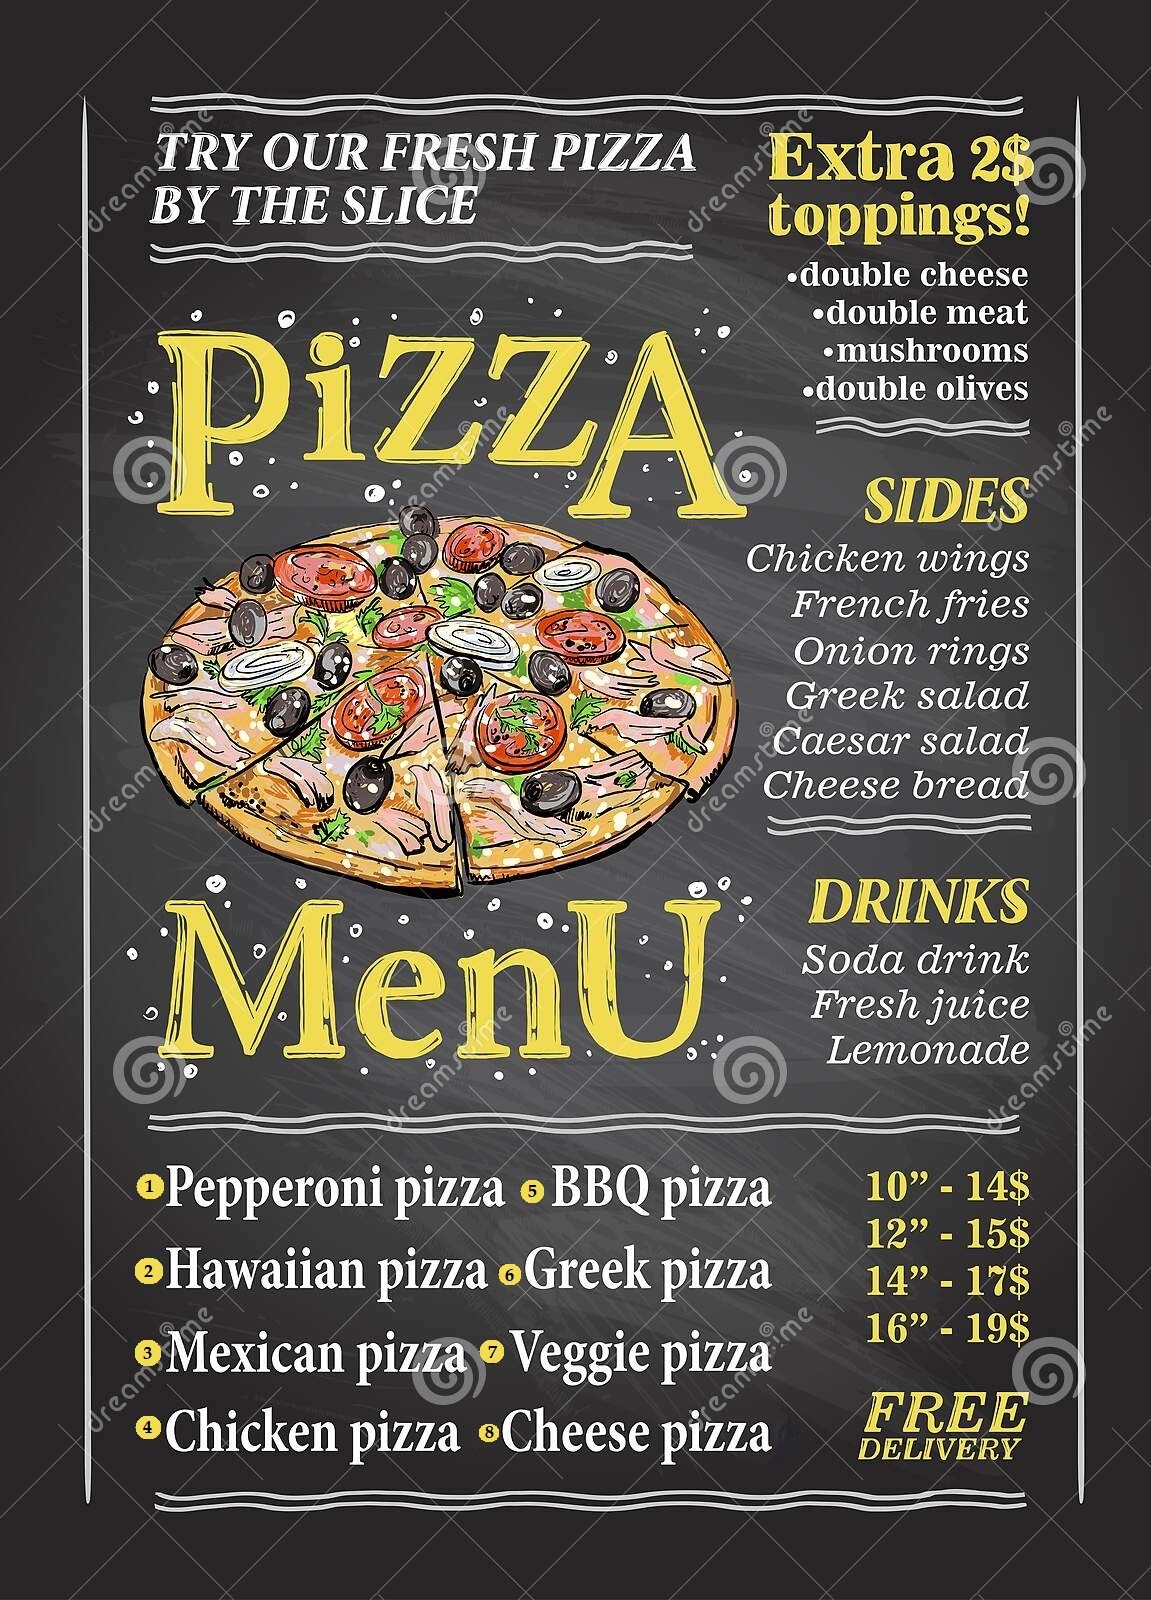 TRY OUR FRESH PIZZA
BY THE SLICE
Extra 2$
toppings!
•double cheese
•double meat
•mushrooms
•double olives
PiZZA
SIDES
Chicken wings
French fries
Onion rings
Greek salad
Caesar salad
Cheese bread
MenU
DRINKS
Soda drink
Fresh juice
Lemonade
1 Pepperoni pizza
2 Hawaiian pizza
3 Mexican pizza
4 Chicken pizza
5 BBQ pizza
6 Greek pizza
7 Veggie pizza
8 Cheese pizza
10” - 14$
12” - 15$
14” - 17$
16” - 19$
FREE
DELIVERY
dreamstime